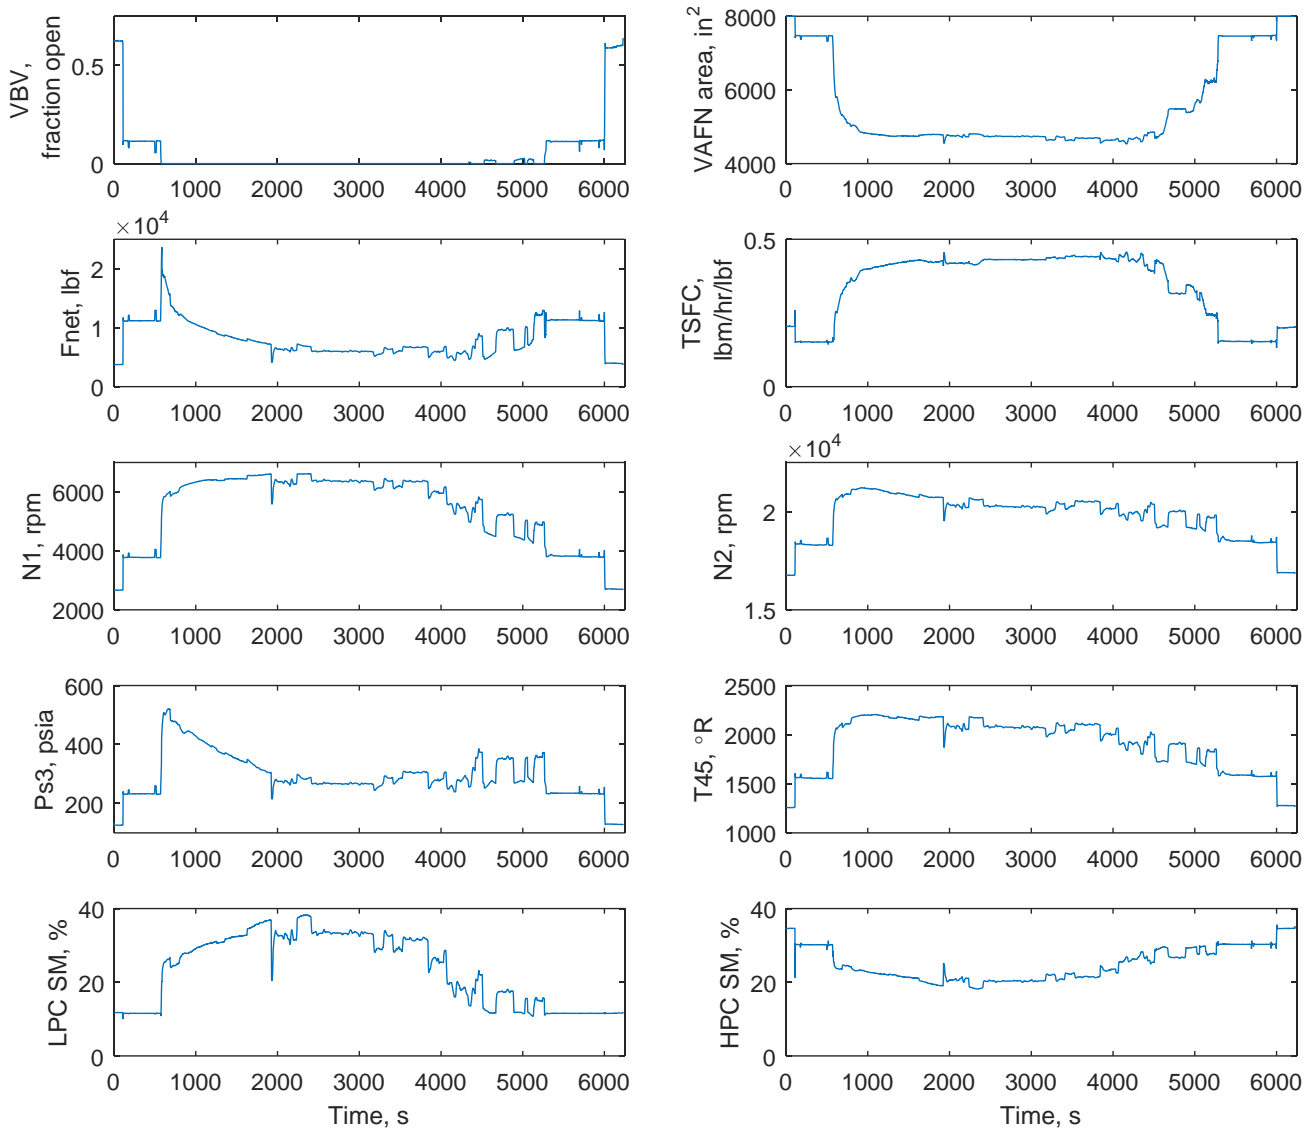 VBV,
fraction open
0.5
0
0 1000 2000 3000 4000 5000 6000
VAFN area, in²
8000
6000
4000
0 1000 2000 3000 4000 5000 6000
×10⁴
Fnet, lbf
2
1
0
0 1000 2000 3000 4000 5000 6000
TSFC,
lbm/hr/lbf
0.5
0
0 1000 2000 3000 4000 5000 6000
N1, rpm
6000
4000
2000
0 1000 2000 3000 4000 5000 6000
×10⁴
N2, rpm
2
1.5
0 1000 2000 3000 4000 5000 6000
Ps3, psia
600
400
200
0 1000 2000 3000 4000 5000 6000
T45, °R
2500
2000
1500
1000
0 1000 2000 3000 4000 5000 6000
LPC SM, %
40
20
0
0 1000 2000 3000 4000 5000 6000
Time, s
HPC SM, %
40
20
0
0 1000 2000 3000 4000 5000 6000
Time, s